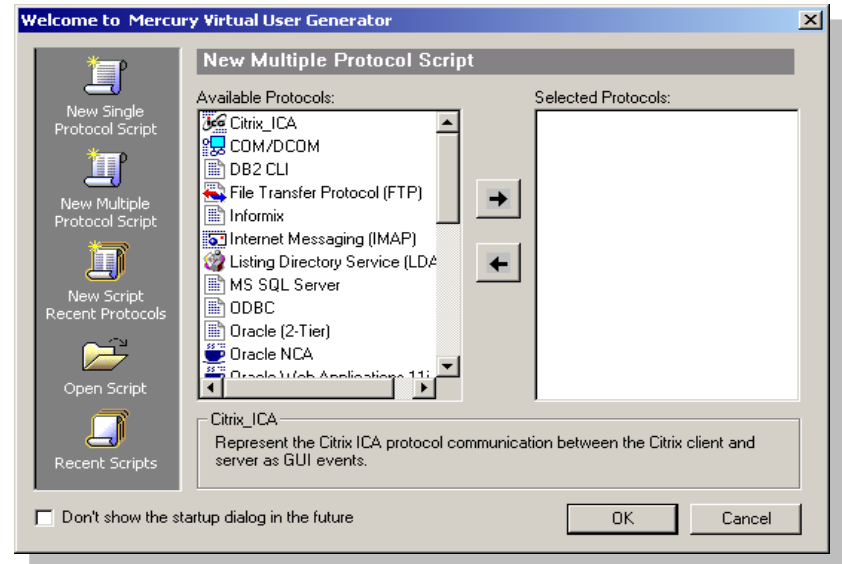 Welcome to Mercury Virtual User Generator
New Single
Protocol Script
New Multiple
Protocol Script
New Script
Recent Protocols
Open Script
Recent Scripts
New Multiple Protocol Script
Available Protocols:
Citrix_ICA
COM/DCOM
DB2 CLI
File Transfer Protocol (FTP)
Informix
Internet Messaging (IMAP)
Listing Directory Service (LDA
MS SQL Server
ODBC
Oracle (2-Tier)
Oracle NCA
Oracle Web Applications 11i
Selected Protocols:
Citrix_ICA
Represent the Citrix ICA protocol communication between the Citrix client and
server as GUI events.
Don't show the startup dialog in the future
OK
Cancel